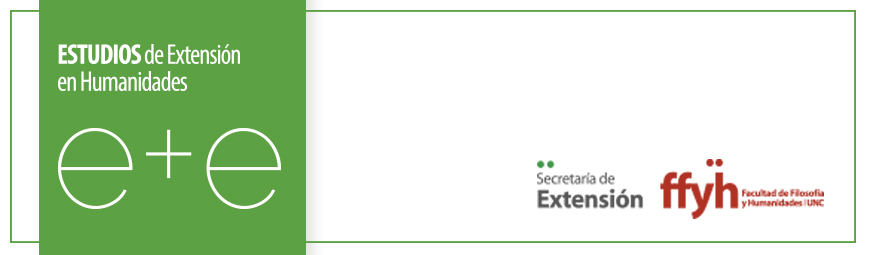 ESTUDIOS de Extensión
en Humanidades
e+e
Secretaría de
Extensión
ffyh
Facultad de Filosofía
y Humanidades | UNC